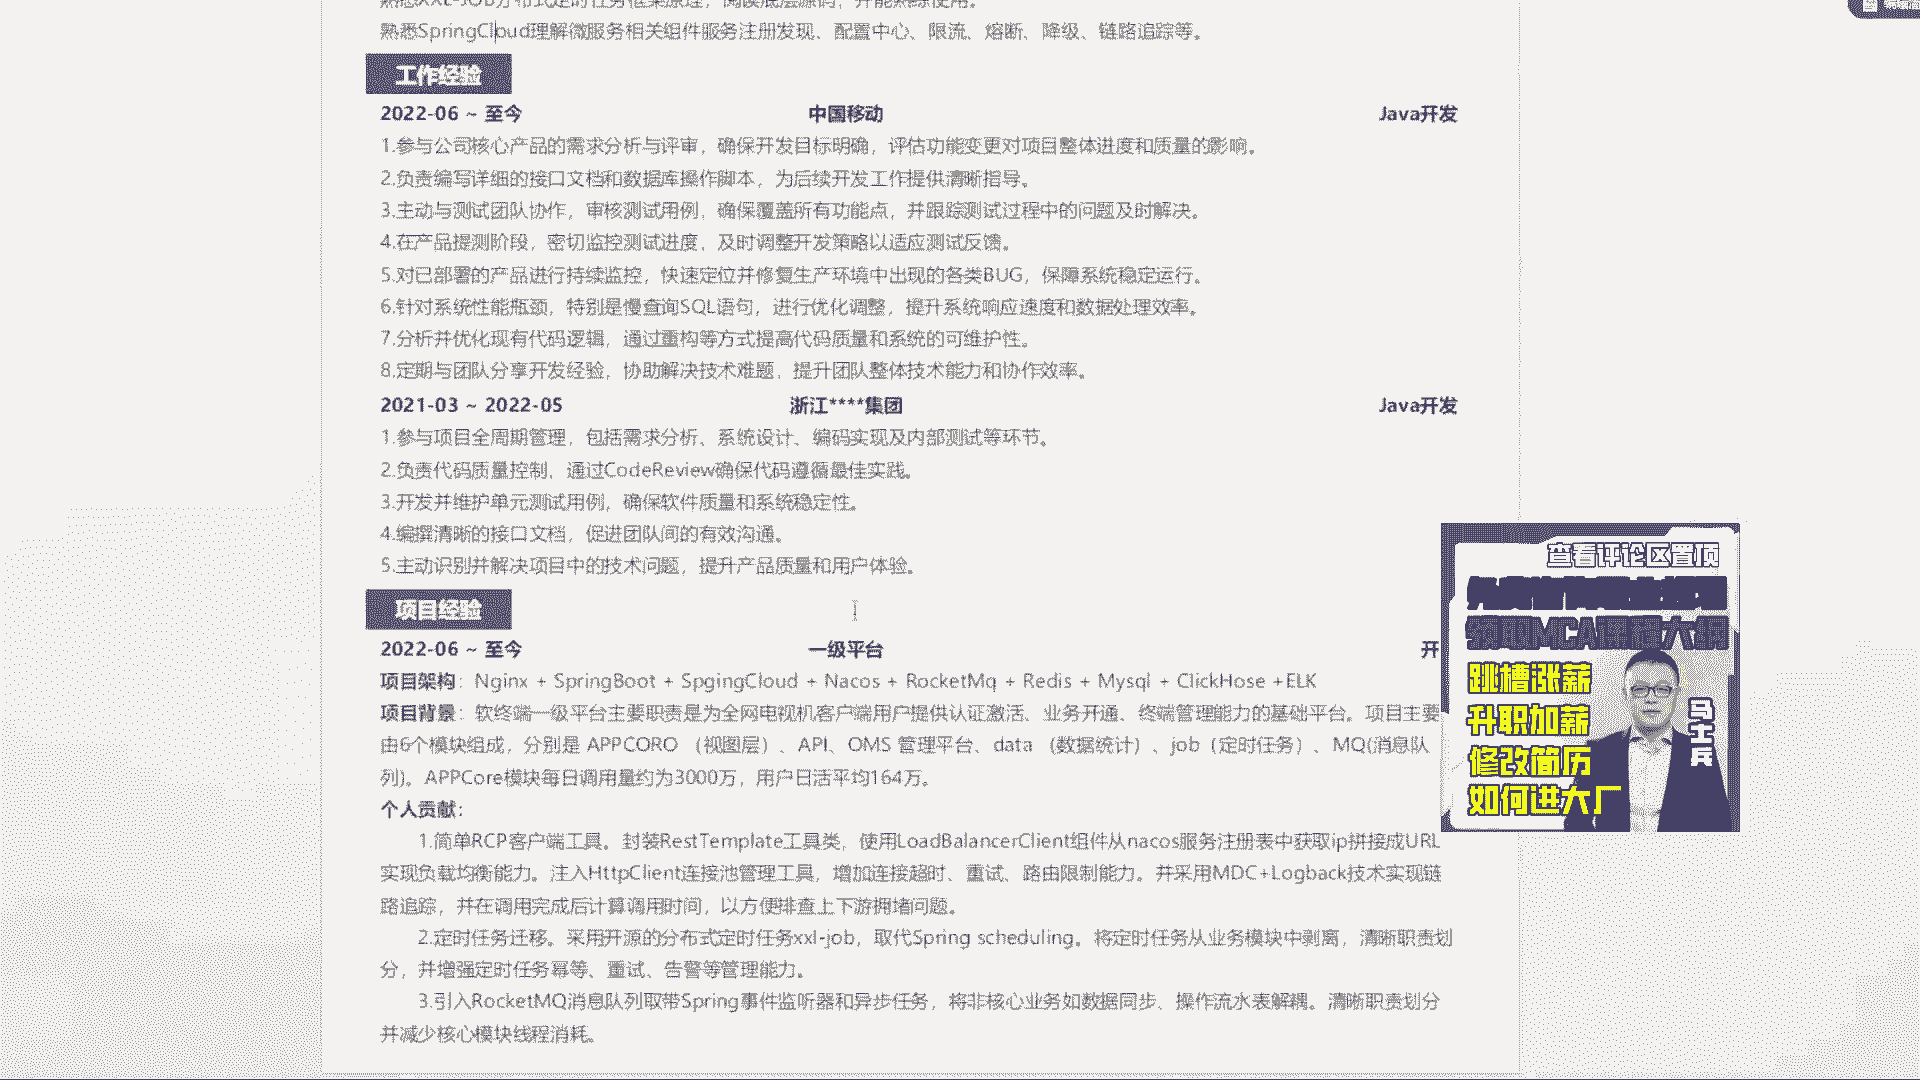 熟悉XXL-JOB分布式定时任务框架原理，阅读底层源码，并能熟练使用。
熟悉SpringCloud理解微服务相关组件服务注册发现、配置中心、限流、熔断、降级、链路追踪等。
工作经验
2022-06 ~ 至今 中国移动 Java开发
1.参与公司核心产品的需求分析与评审，确保开发目标明确，评估功能变更对项目整体进度和质量的影响。
2.负责编写详细的接口文档和数据库操作脚本，为后续开发工作提供清晰指导。
3.主动与测试团队协作，审核测试用例，确保覆盖所有功能点，并跟踪测试过程中的问题及时解决。
4.在产品提测阶段，密切监控测试进度，及时调整开发策略以适应测试反馈。
5.对已部署的产品进行持续监控，快速定位并修复生产环境中出现的各类BUG，保障系统稳定运行。
6.针对系统性能瓶颈，特别是慢查询SQL语句，进行优化调整，提升系统响应速度和数据处理效率。
7.分析并优化现有代码逻辑，通过重构等方式提高代码质量和系统的可维护性。
8.定期与团队分享开发经验，协助解决技术难题，提升团队整体技术能力和协作效率。
2021-03 ~ 2022-05 浙江****集团 Java开发
1.参与项目全周期管理，包括需求分析、系统设计、编码实现及内部测试等环节。
2.负责代码质量控制，通过CodeReview确保代码遵循最佳实践。
3.开发并维护单元测试用例，确保软件质量和系统稳定性。
4.编撰清晰的接口文档，促进团队间的有效沟通。
5.主动识别并解决项目中的技术问题，提升产品质量和用户体验。
项目经验
2022-06 ~ 至今 一级平台 开
项目架构：Nginx + SpringBoot + SpgingCloud + Nacos + RocketMq + Redis + Mysql + ClickHose +ELK
项目背景：软终端一级平台主要职责是为全网电视机客户端用户提供认证激活、业务开通、终端管理能力的基础平台。项目主要
由6个模块组成，分别是 APPCORO （视图层）、API、OMS 管理平台、data （数据统计）、job（定时任务）、MQ(消息队
列)。APPCore模块每日调用量约为3000万，用户日活平均164万。
个人贡献：
1.简单RCP客户端工具。封装RestTemplate工具类，使用LoadBalancerClient组件从nacos服务注册表中获取ip拼接成URL
实现负载均衡能力。注入HttpClient连接池管理工具，增加连接超时、重试、路由限制能力。并采用MDC+Logback技术实现链
路追踪，并在调用完成后计算调用时间，以方便排查上下游拥堵问题。
2.定时任务迁移。采用开源的分布式定时任务xxl-job，取代Spring scheduling。将定时任务从业务模块中剥离，清晰职责划
分，并增强定时任务幂等、重试、告警等管理能力。
3.引入RocketMQ消息队列取带Spring事件监听器和异步任务，将非核心业务如数据同步、操作流水表解耦。清晰职责划分
并减少核心模块线程消耗。
查看评论区置顶
领取MCA课程大纲
跳槽涨薪
升职加薪
修改简历
如何进大厂
马士兵